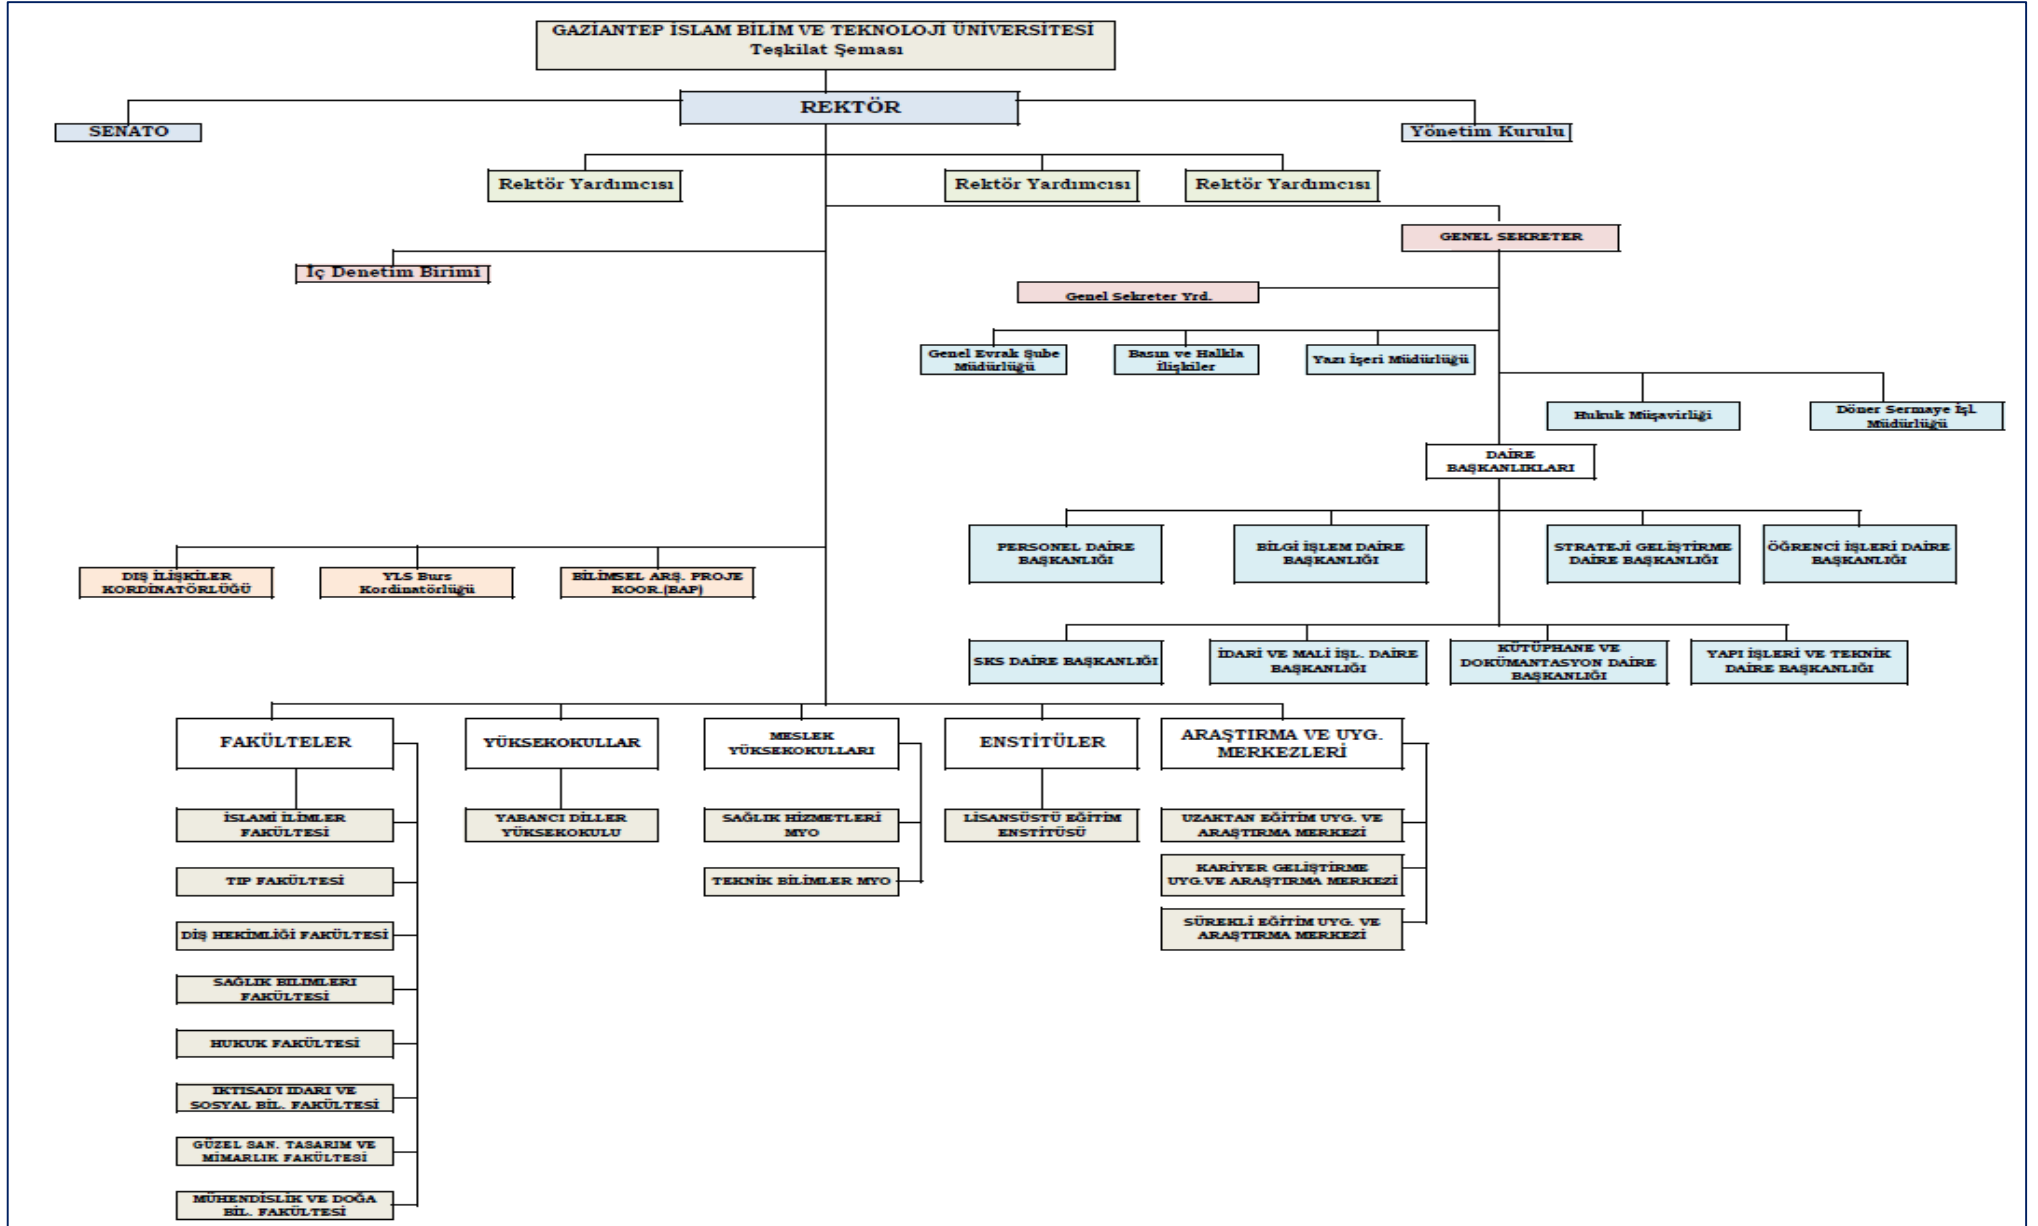 GAZİANTEP İSLAM BİLİM VE TEKNOLOJİ ÜNİVERSİTESİ
Teşkilat Şeması
REKTÖR
SENATO
Yönetim Kurulu
Rektör Yardımcısı
Rektör Yardımcısı
Rektör Yardımcısı
GENEL SEKRETER
İç Denetim Birimi
Genel Sekreter Yrd.
Genel Evrak Şube
Müdürlüğü
Basın ve Halkla
İlişkiler
Yazı İşeri Müdürlüğü
Hukuk Müşavirliği
Döner Sermaye İşl.
Müdürlüğü
DAİRE
BAŞKANLIKLARI
PERSONEL DAİRE
BAŞKANLIĞI
BİLGİ İŞLEM DAİRE
BAŞKANLIĞI
STRATEJİ GELİŞTİRME
DAİRE BAŞKANLIĞI
ÖĞRENCİ İŞLERİ DAİRE
BAŞKANLIĞI
DIŞ İLİŞKİLER
KORDİNATÖRLÜĞÜ
YLS Burs
Kordinatörlüğü
BİLİMSEL ARŞ. PROJE
KOOR.(BAP)
SKS DAİRE BAŞKANLIĞI
İDARİ VE MALİ İŞL. DAİRE
BAŞKANLIĞI
KÜTÜPHANE VE
DOKÜMANTASYON DAİRE
BAŞKANLIĞI
YAPI İŞLERİ VE TEKNİK
DAİRE BAŞKANLIĞI
FAKÜLTELER
YÜKSEKOKULLAR
MESLEK
YÜKSEKOKULLARI
ENSTİTÜLER
ARAŞTIRMA VE UYG.
MERKEZLERİ
İSLAMİ İLİMLER
FAKÜLTESİ
YABANCI DİLLER
YÜKSEKOKULU
SAĞLIK HİZMETLERİ
MYO
LİSANSÜSTÜ EĞİTİM
ENSTİTÜSÜ
UZAKTAN EĞİTİM UYG. VE
ARAŞTIRMA MERKEZİ
TIP FAKÜLTESİ
TEKNİK BİLİMLER MYO
KARİYER GELİŞTİRME
UYG.VE ARAŞTIRMA MERKEZİ
DİŞ HEKİMLİĞİ FAKÜLTESİ
SÜREKLİ EĞİTİM UYG. VE
ARAŞTIRMA MERKEZİ
SAĞLIK BILIMLERI
FAKÜLTESİ
HUKUK FAKÜLTESİ
IKTISADI IDARI VE
SOSYAL BİL. FAKÜLTESİ
GÜZEL SAN. TASARIM VE
MİMARLIK FAKÜLTESİ
MÜHENDİSLİK VE DOĞA
BİL. FAKÜLTESİ